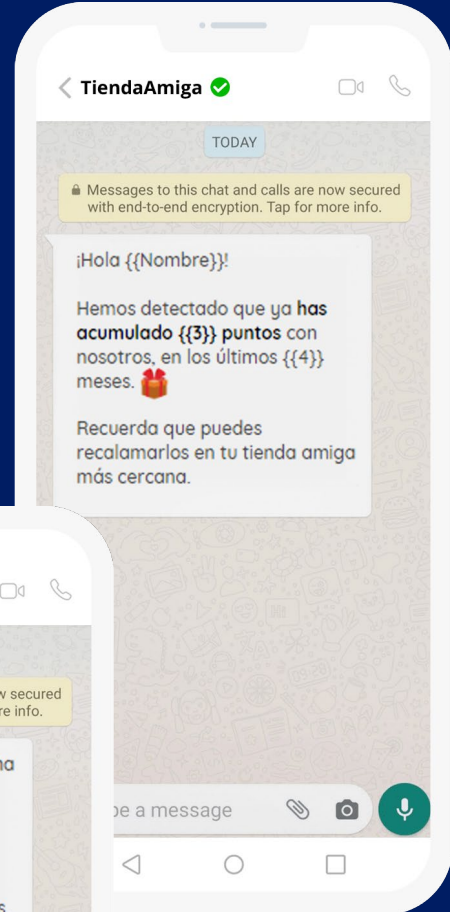 TiendaAmiga
TODAY
Messages to this chat and calls are now secured
with end-to-end encryption. Tap for more info.
¡Hola {{Nombre}}!
Hemos detectado que ya has
acumulado {{3}} puntos con
nosotros, en los últimos {{4}}
meses.
Recuerda que puedes
recalamarlos en tu tienda amiga
más cercana.
secured
re info.
a message